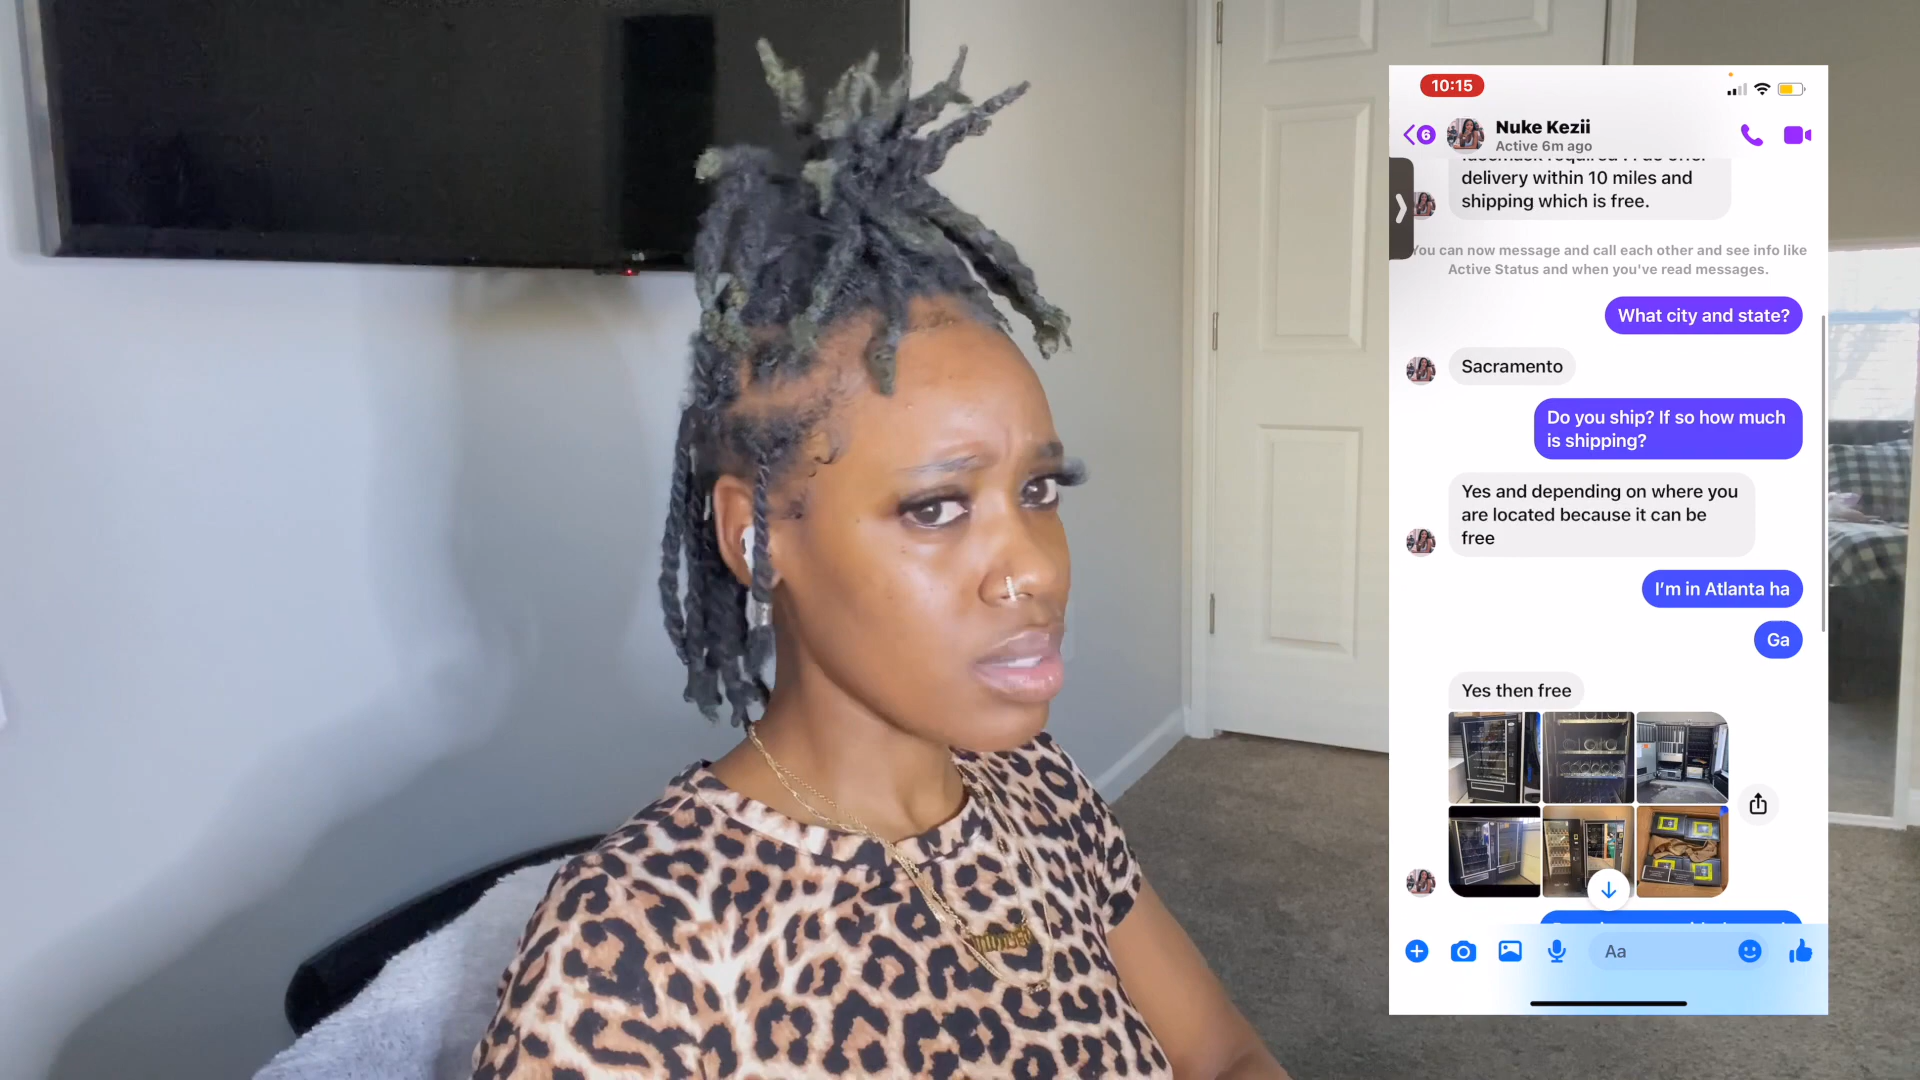 10:15
6
Nuke Kezii
Active 6m ago
delivery within 10 miles and
shipping which is free.
You can now message and call each other and see info like
Active Status and when you've read messages.
What city and state?
Sacramento
Do you ship? If so how much
is shipping?
Yes and depending on where you
are located because it can be
free
I'm in Atlanta ha
Ga
Yes then free
Aa